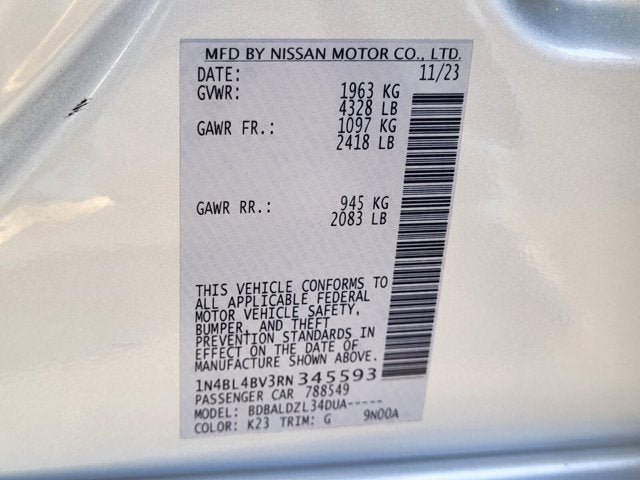 MFD BY NISSAN MOTOR CO., LTD.
DATE: 11/23
GVWR: 1963 KG
4328 LB
GAWR FR.: 1097 KG
2418 LB
GAWR RR.: 945 KG
2083 LB
THIS VEHICLE CONFORMS TO
ALL APPLICABLE FEDERAL
MOTOR VEHICLE SAFETY,
BUMPER, AND THEFT
PREVENTION STANDARDS IN
EFFECT ON THE DATE OF
MANUFACTURE SHOWN ABOVE.
1N4BL4BV3RN345593
PASSENGER CAR 788549
MODEL: BDBALDZL34DUA-----
COLOR: K23 TRIM: G 9N00A